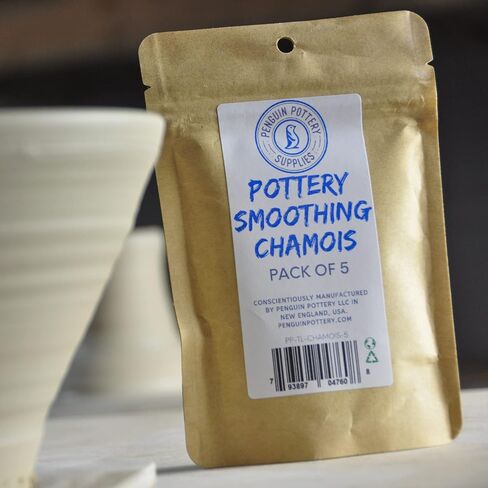 PENGUIN POTTERY
SUPPLIES
POTTERY
SMOOTHING
CHAMOIS
PACK OF 5
CONSCIENTIOUSLY MANUFACTURED
BY PENGUIN POTTERY LLC IN
NEW ENGLAND, USA.
PENGUINPOTTERY.COM
PP-TL-CHAMOIS-5
7 93897 04760 8